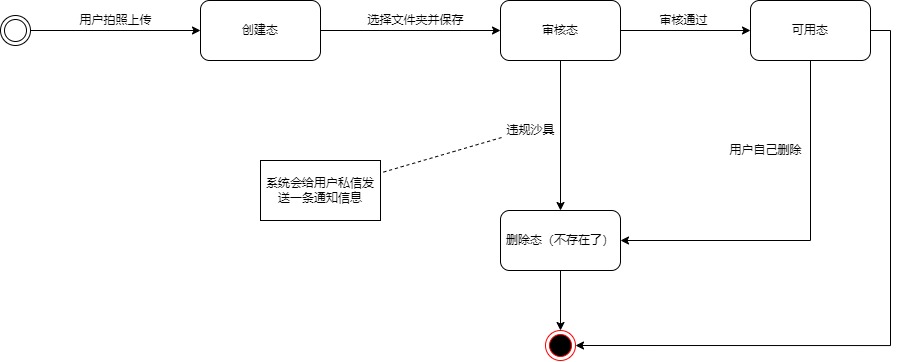 用户拍照上传
选择文件夹并保存
审核通过
创建态
审核态
可用态
违规沙具
用户自己删除
系统会给用户私信发
送一条通知信息
删除态（不存在了）